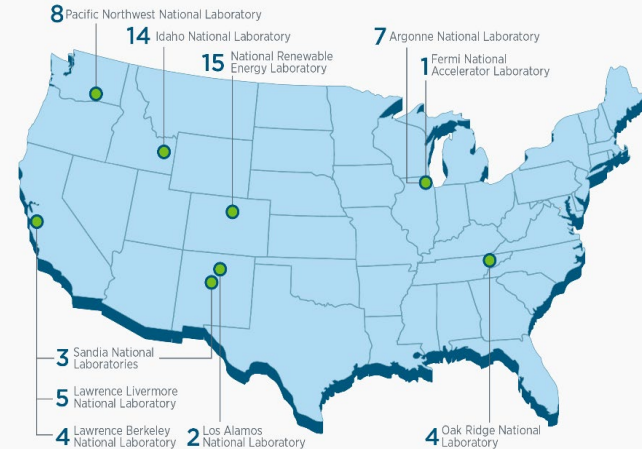 8 Pacific Northwest National Laboratory
14 Idaho National Laboratory
15 National Renewable
Energy Laboratory
7 Argonne National Laboratory
1 Fermi National
Accelerator Laboratory
3 Sandia National
Laboratories
5 Lawrence Livermore
National Laboratory
4 Lawrence Berkeley
National Laboratory
2 Los Alamos
National Laboratory
4 Oak Ridge National
Laboratory